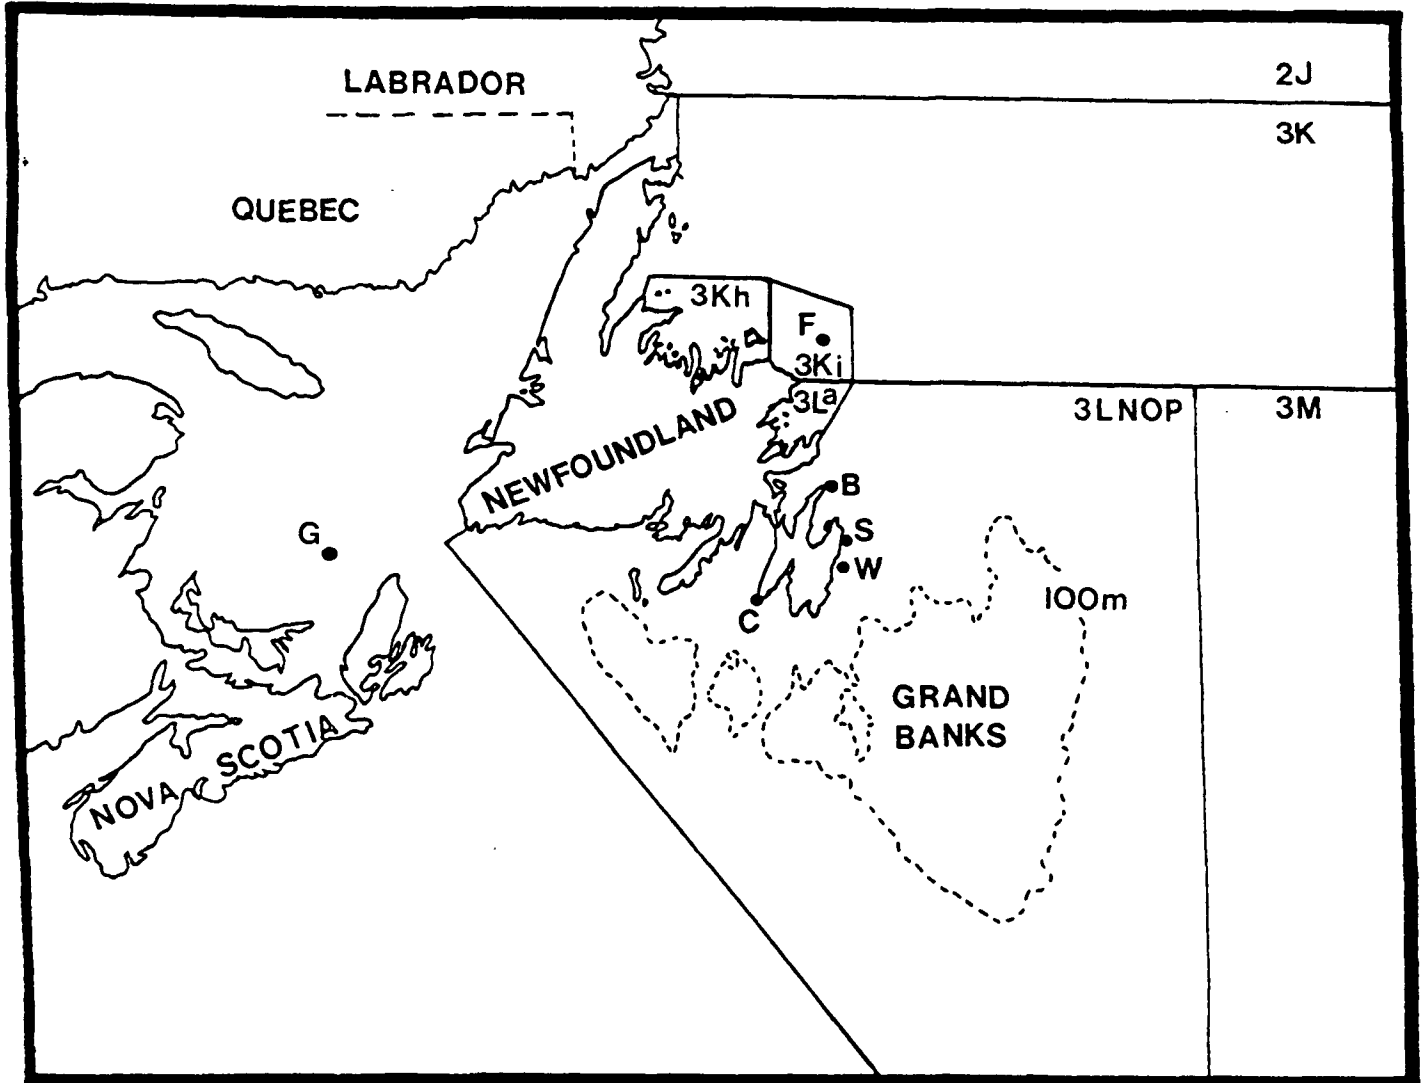 LABRADOR
2J
3K
QUEBEC
3Kh
F
3Ki
3La
3LNOP
3M
NEWFOUNDLAND
B
G
S
W
100m
C
GRAND
BANKS
NOVA SCOTIA